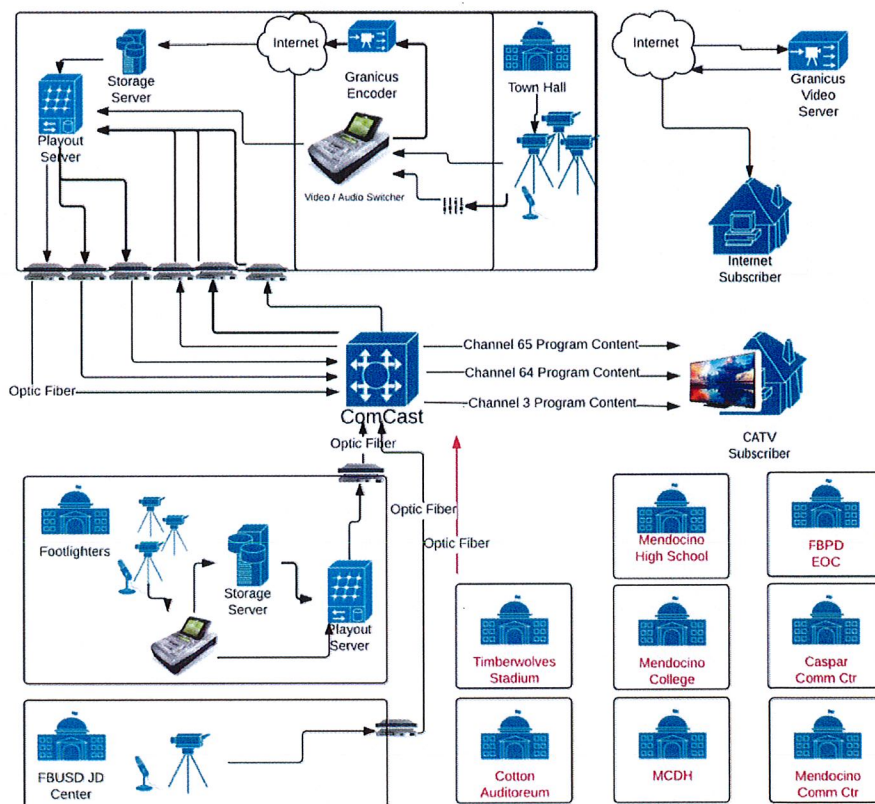 Internet
Storage
Server
Granicus
Encoder
Town Hall
Playout
Server
Video / Audio Switcher
Internet
Granicus
Video
Server
Internet
Subscriber
Optic Fiber
ComCast
Channel 65 Program Content
Channel 64 Program Content
Channel 3 Program Content
CATV
Subscriber
Optic Fiber
Optic Fiber
Optic Fiber
Footlighters
Storage
Server
Playout
Server
FBUSD JD
Center
Mendocino
High School
FBPD
EOC
Timberwolves
Stadium
Mendocino
College
Caspar
Comm Ctr
Cotton
Auditoreum
MCDH
Mendocino
Comm Ctr